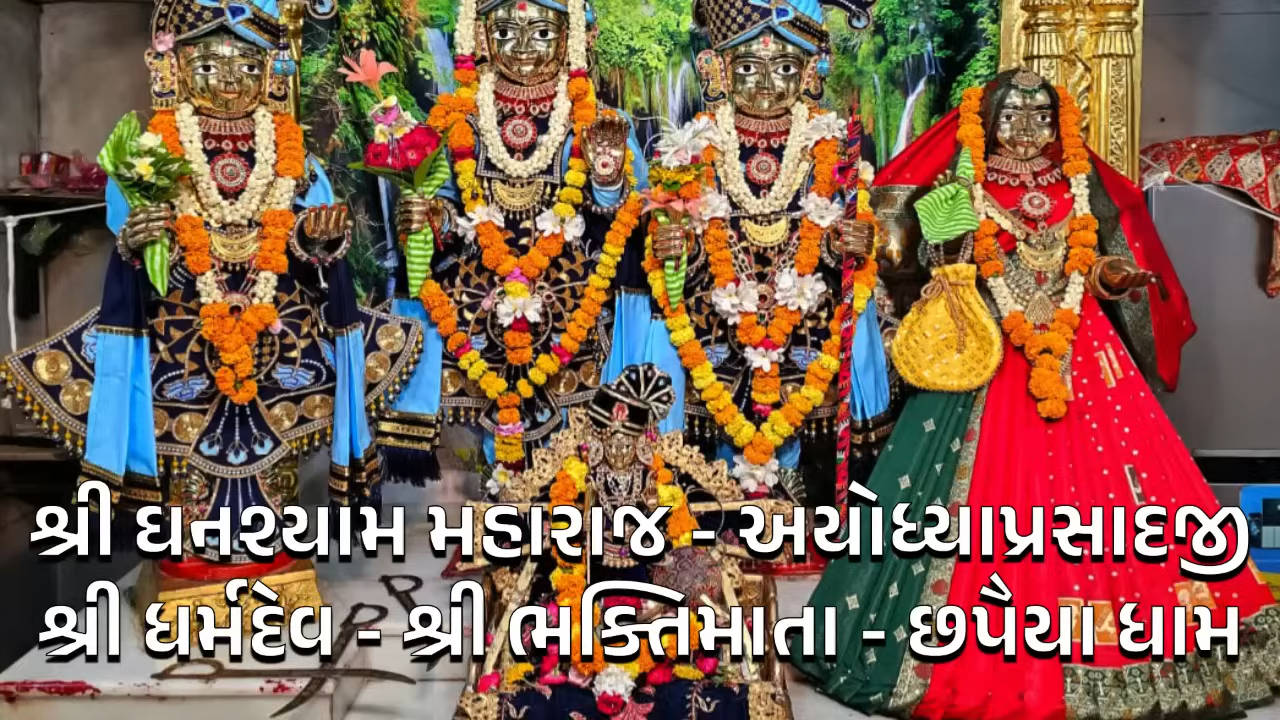 શ્રી ઘનશ્યામ મહારાજ - અયોધ્યાપ્રસાદજી
શ્રી ધર્મદેવ - શ્રી ભક્તિમાતા - છપૈયા ધામ